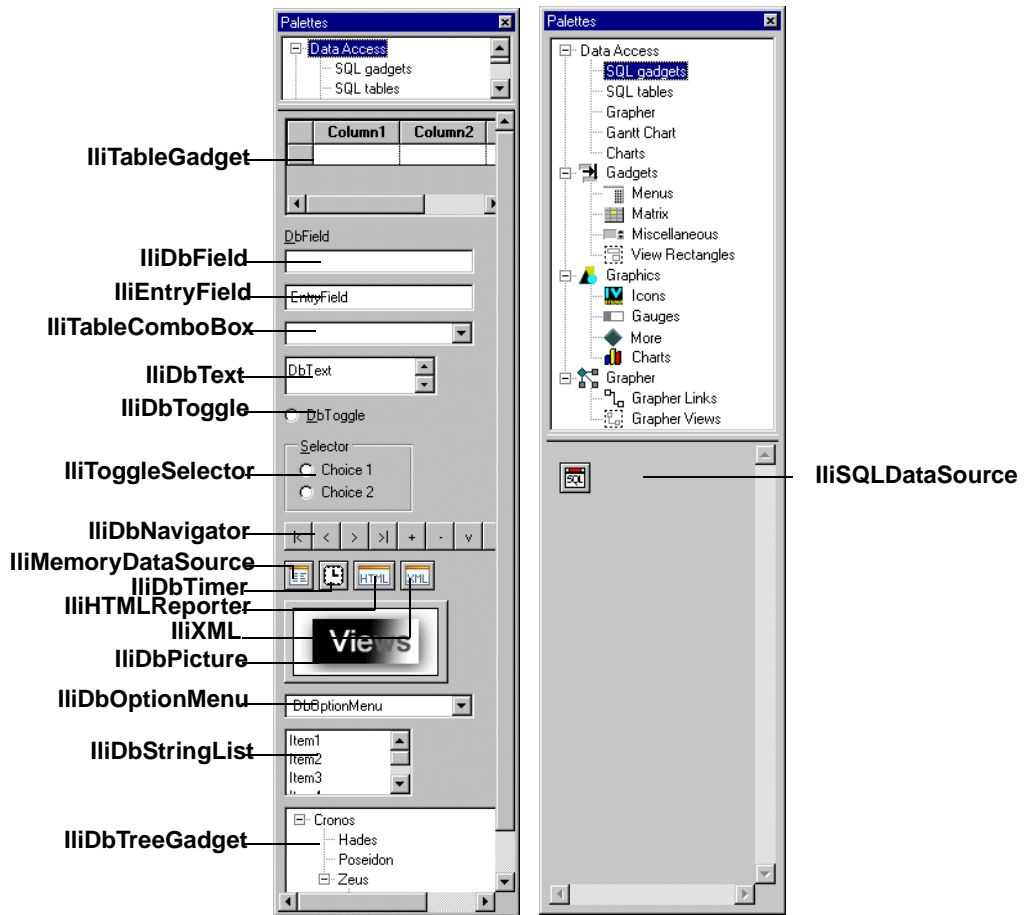 Palettes
Data Access
SQL gadgets
SQL tables
Column1 Column2
IliTableGadget
DbField
IliDbField
IliEntryField
EntryField
IliTableComboBox
IliDbText
DbText
IliDbToggle
DbToggle
Selector
IliToggleSelector
Choice 1
Choice 2
IliDbNavigator
|< < > >| + - v
IliMemoryDataSource
IliDbTimer
HTML
XML
IliHTMLReporter
IliXML
Views
IliDbPicture
IliDbOptionMenu
DbOptionMenu
Item1
IliDbStringList
Item2
Item3
Cronos
IliDbTreeGadget
Hades
Poseidon
Zeus
Palettes
Data Access
SQL gadgets
SQL tables
Grapher
Gantt Chart
Charts
Gadgets
Menus
Matrix
Miscellaneous
View Rectangles
Graphics
Icons
Gauges
More
Charts
Grapher
Grapher Links
Grapher Views
SQL
IliSQLDataSource